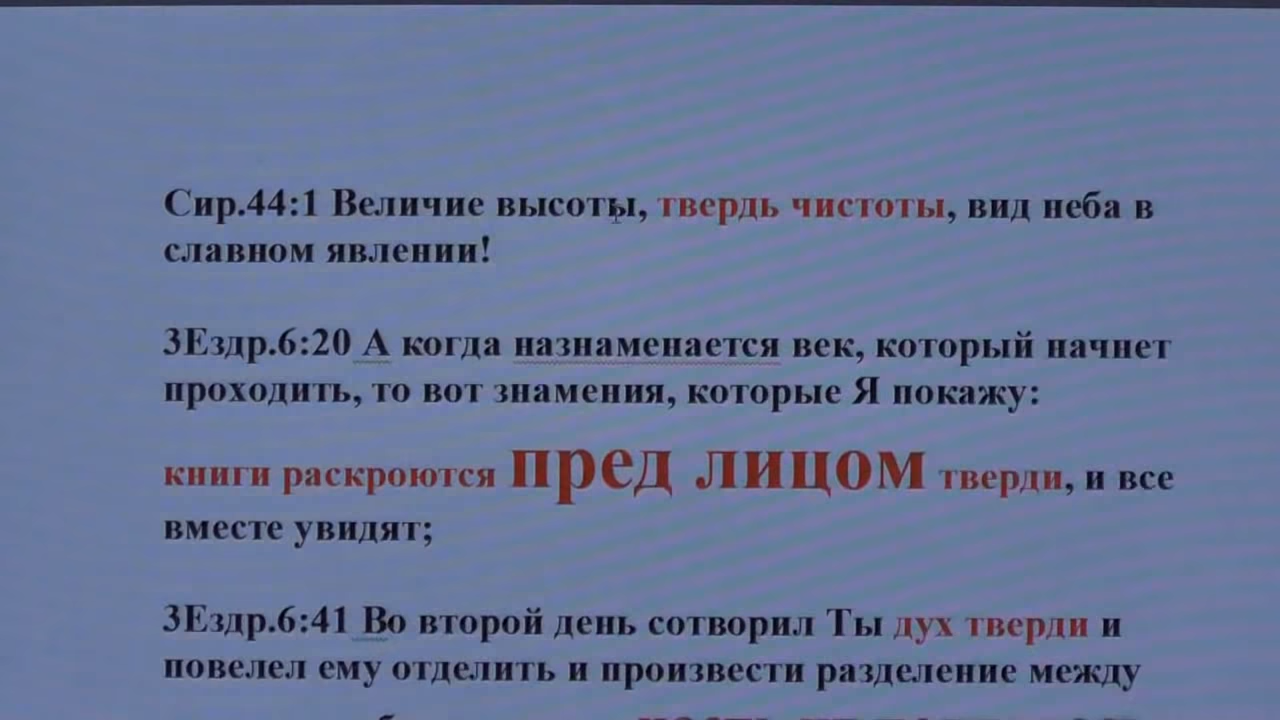 Сир.44:1 Величие высоты, твердь чистоты, вид неба в
славном явлении!
3Ездр.6:20 А когда назнаменается век, который начнет
проходить, то вот знамения, которые Я покажу:
книги раскроются пред лицом тверди, и все
вместе увидят;
3Ездр.6:41 Во второй день сотворил Ты дух тверди и
повелел ему отделить и произвести разделение между